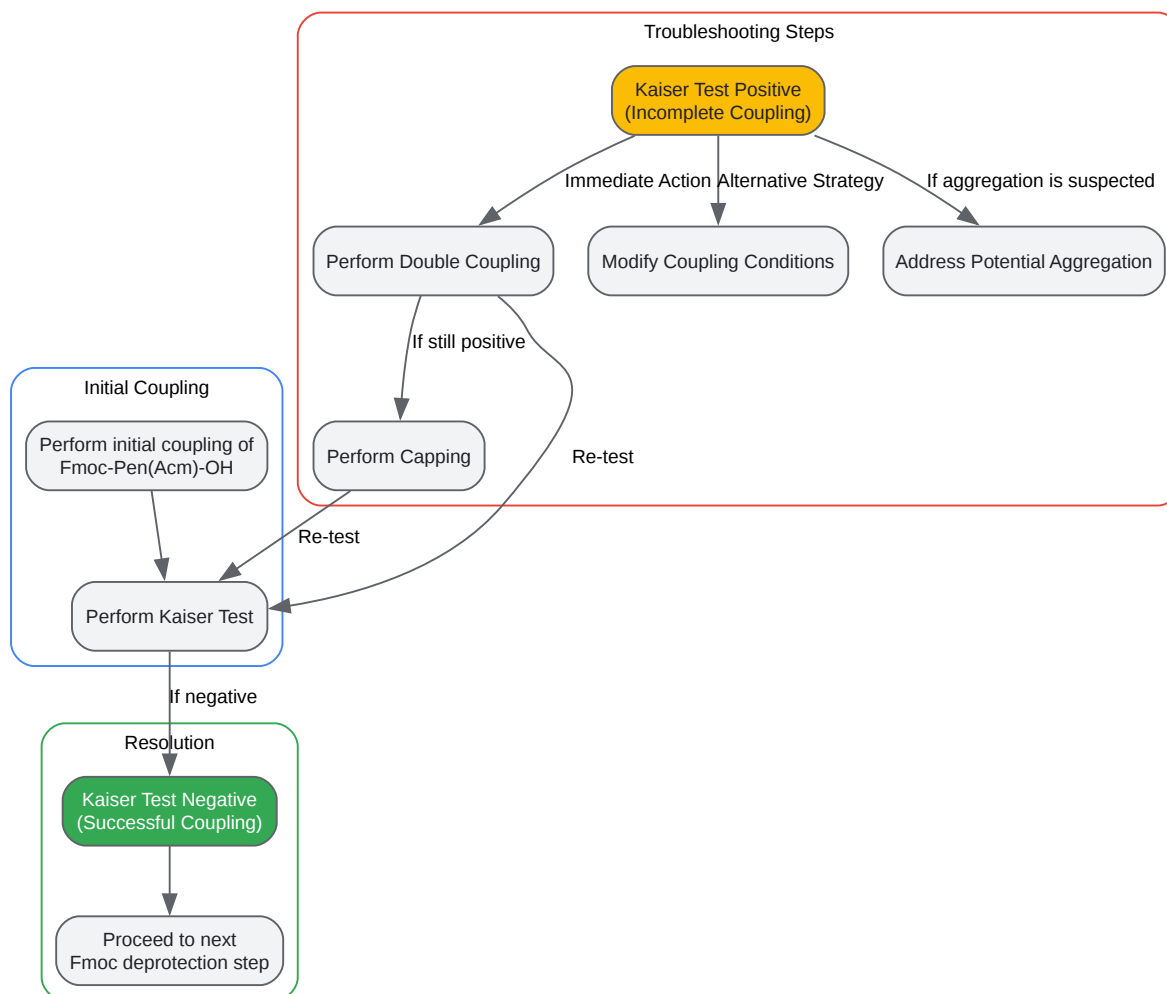 Troubleshooting Steps
Kaiser Test Positive
(Incomplete Coupling)
Immediate Action
Alternative Strategy
If aggregation is suspected
Perform Double Coupling
Modify Coupling Conditions
Address Potential Aggregation
If still positive
Initial Coupling
Perform initial coupling of
Fmoc-Pen(Acm)-OH
Perform Capping
Re-test
Re-test
Perform Kaiser Test
If negative
Resolution
Kaiser Test Negative
(Successful Coupling)
Proceed to next
Fmoc deprotection step